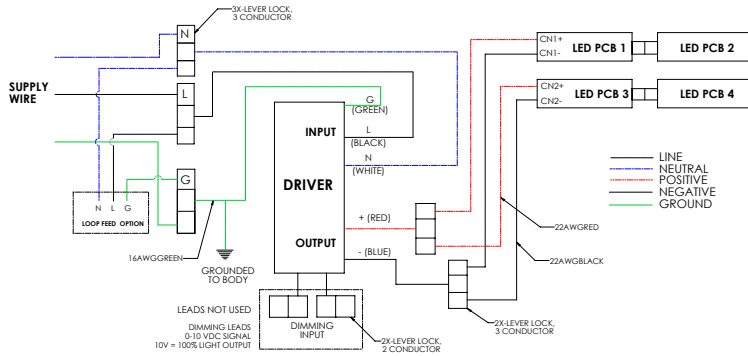 3X-LEVER LOCK,
3 CONDUCTOR
N
CN1+
CN1-
LED PCB 1
LED PCB 2
SUPPLY
WIRE
L
CN2+
CN2-
LED PCB 3
LED PCB 4
G
(GREEN)
INPUT
L
(BLACK)
N
(WHITE)
LINE
NEUTRAL
POSITIVE
NEGATIVE
GROUND
G
DRIVER
N L G
LOOP FEED OPTION
+ (RED)
22AWGRED
OUTPUT
16AWGGREEN
- (BLUE)
22AWGBLACK
GROUNDED
TO BODY
LEADS NOT USED
DIMMING LEADS
0-10 VDC SIGNAL
10V = 100% LIGHT OUTPUT
DIMMING
INPUT
2X-LEVER LOCK,
2 CONDUCTOR
2X-LEVER LOCK,
3 CONDUCTOR